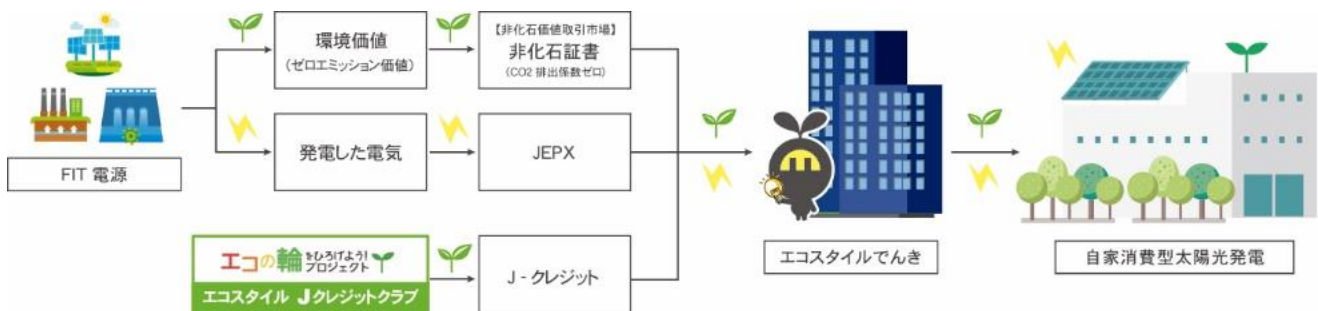 FIT 電源
環境価値
（ゼロエミッション価値）
【非化石価値取引市場】
非化石証書
（CO2 排出係数ゼロ）
発電した電気
JEPX
エコの輪をひろげよう！プロジェクト
エコスタイル Jクレジットクラブ
J - クレジット
エコスタイルでんき
自家消費型太陽光発電